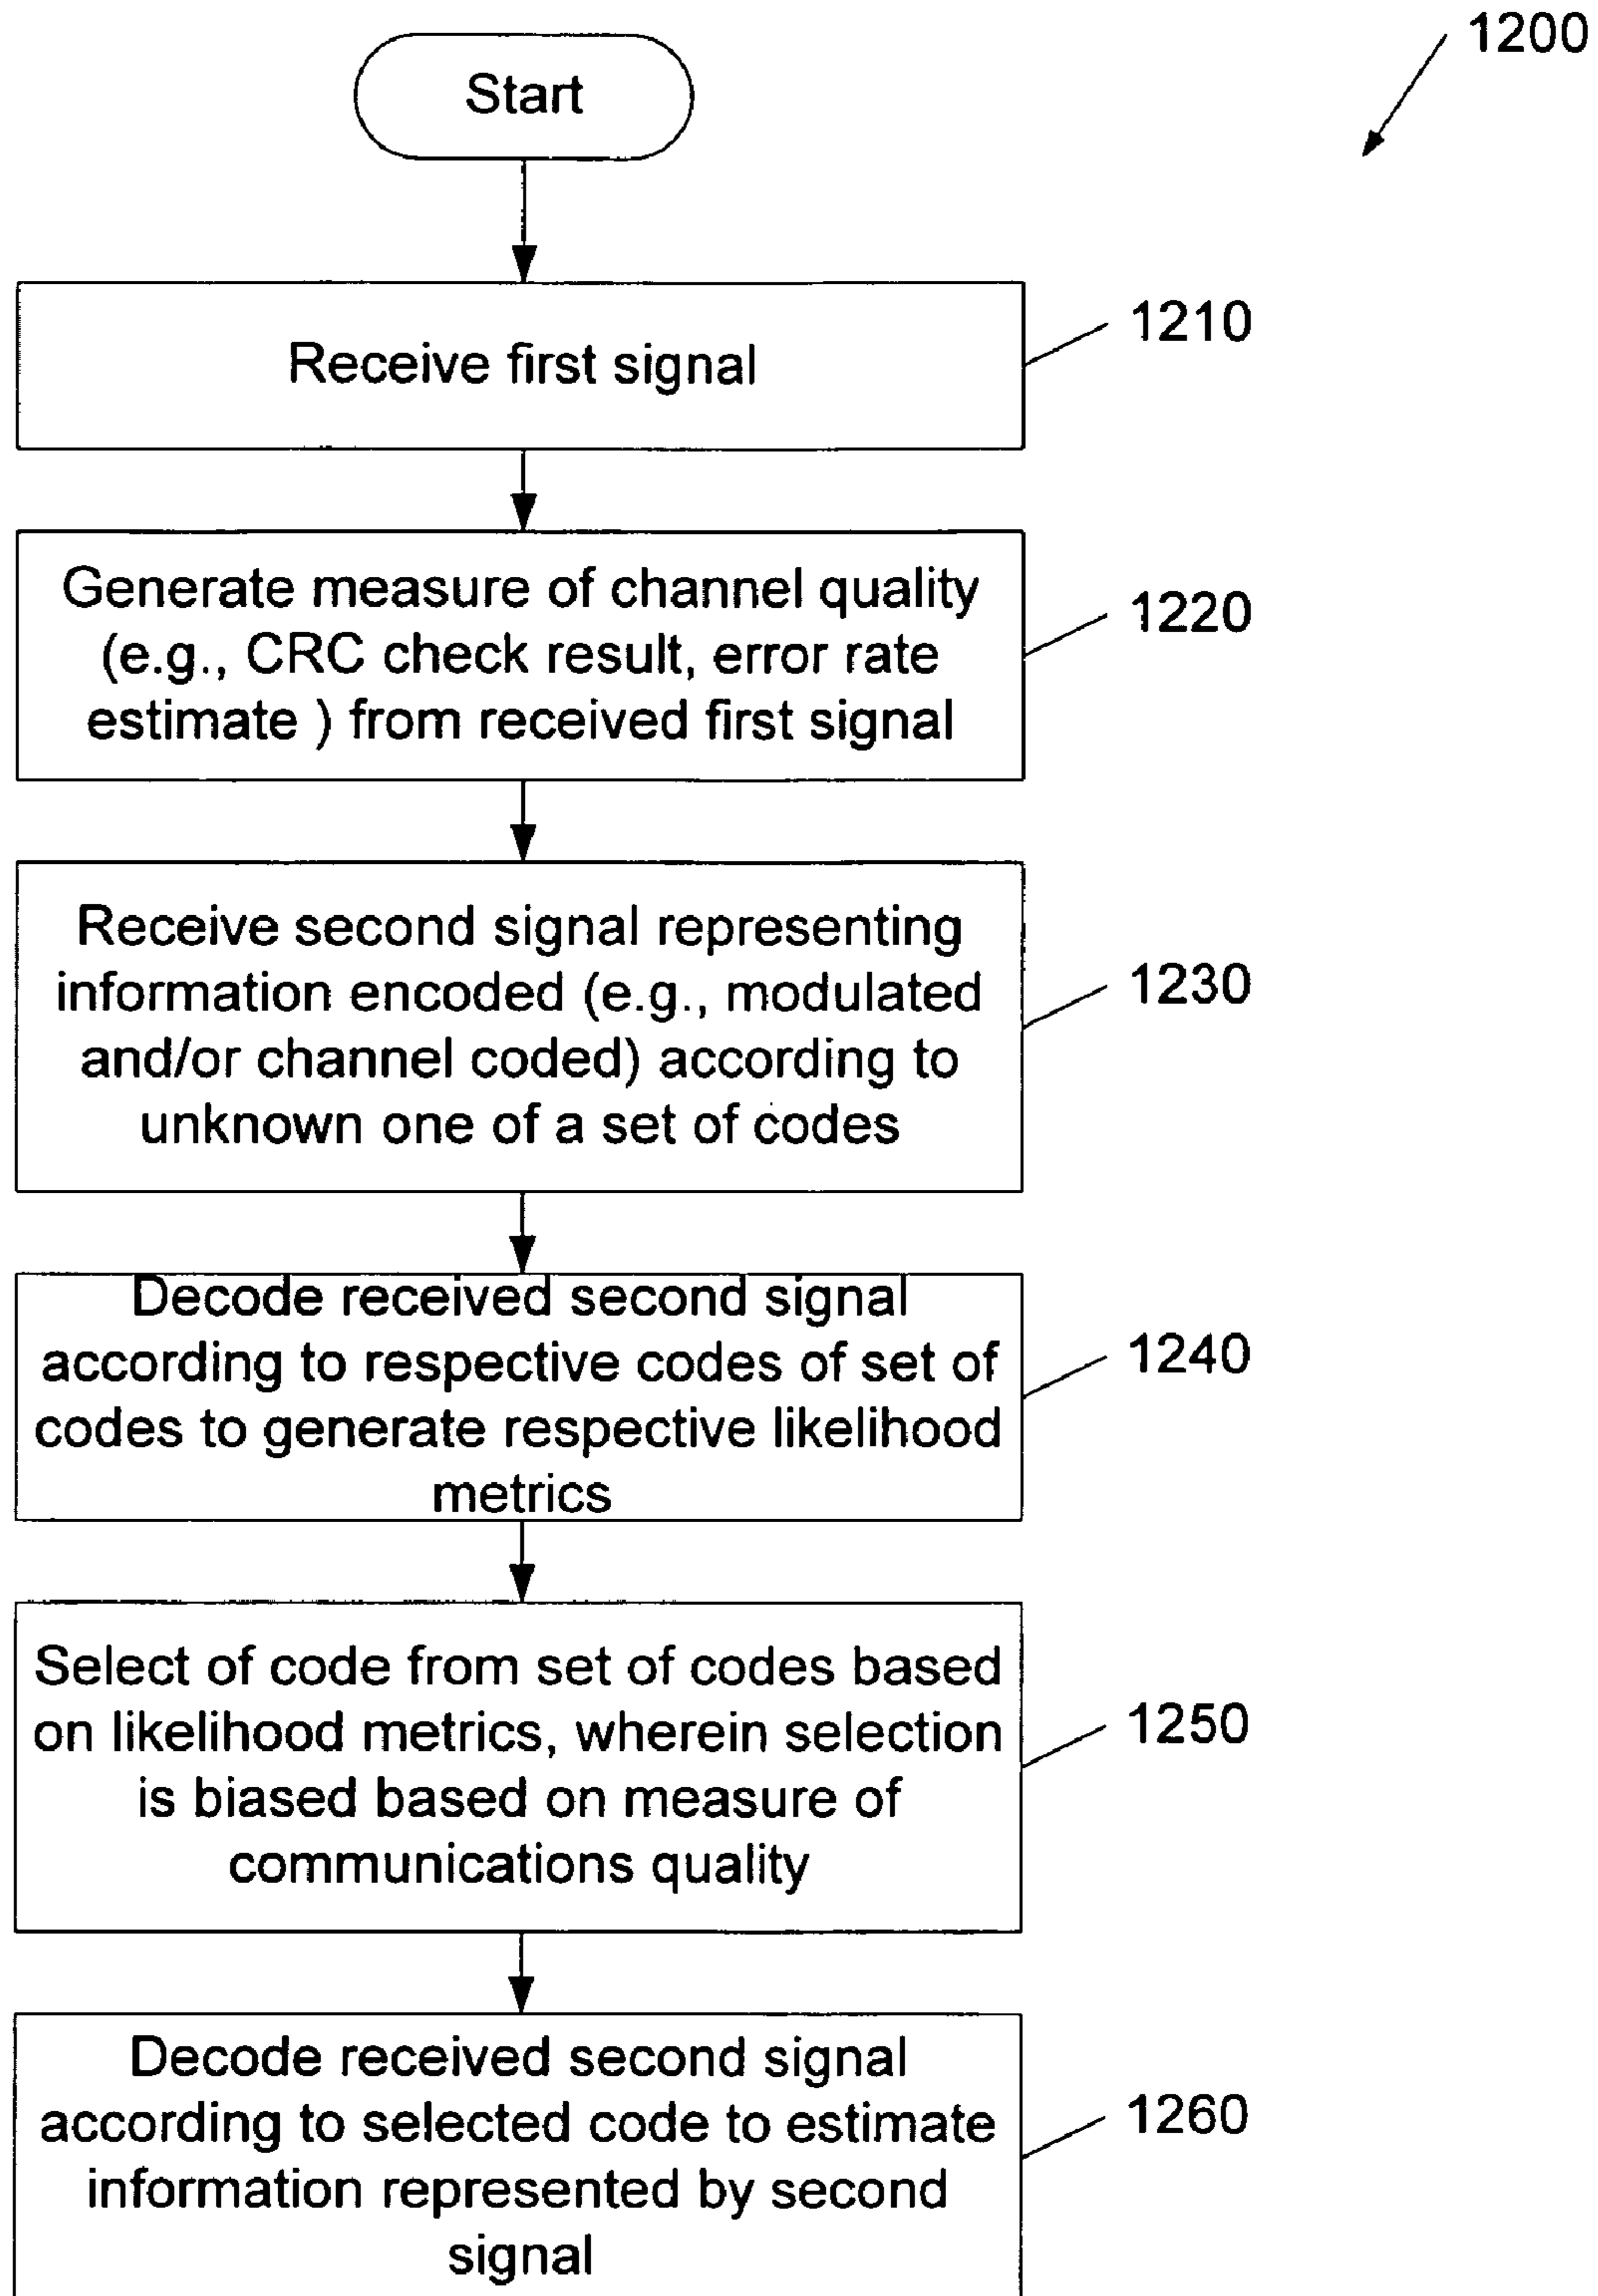 1200
Start
Receive first signal
1210
Generate measure of channel quality
(e.g., CRC check result, error rate
estimate ) from received first signal
1220
Receive second signal representing
information encoded (e.g., modulated
and/or channel coded) according to
unknown one of a set of codes
1230
Decode received second signal
according to respective codes of set of
codes to generate respective likelihood
metrics
1240
Select of code from set of codes based
on likelihood metrics, wherein selection
is biased based on measure of
communications quality
1250
Decode received second signal
according to selected code to estimate
information represented by second
signal
1260